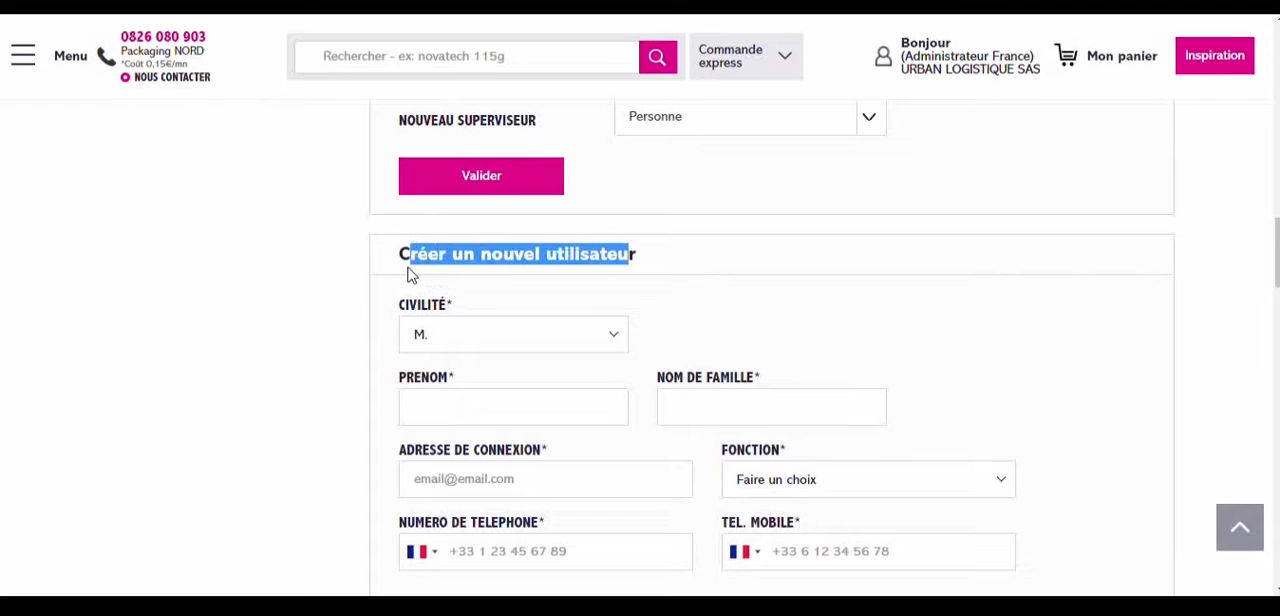 Menu
0826 080 903
Packaging NORD
*Coût 0,15€/mn
NOUS CONTACTER
Rechercher - ex: novatech 115g
Commande
express
Bonjour
(Administrateur France)
URBAN LOGISTIQUE SAS
Mon panier
Inspiration
NOUVEAU SUPERVISEUR
Personne
Valider
Créer un nouvel utilisateur
CIVILITÉ*
M.
PRENOM*
NOM DE FAMILLE*
ADRESSE DE CONNEXION*
FONCTION*
email@email.com
Faire un choix
NUMERO DE TELEPHONE*
TEL. MOBILE*
+33 1 23 45 67 89
+33 6 12 34 56 78